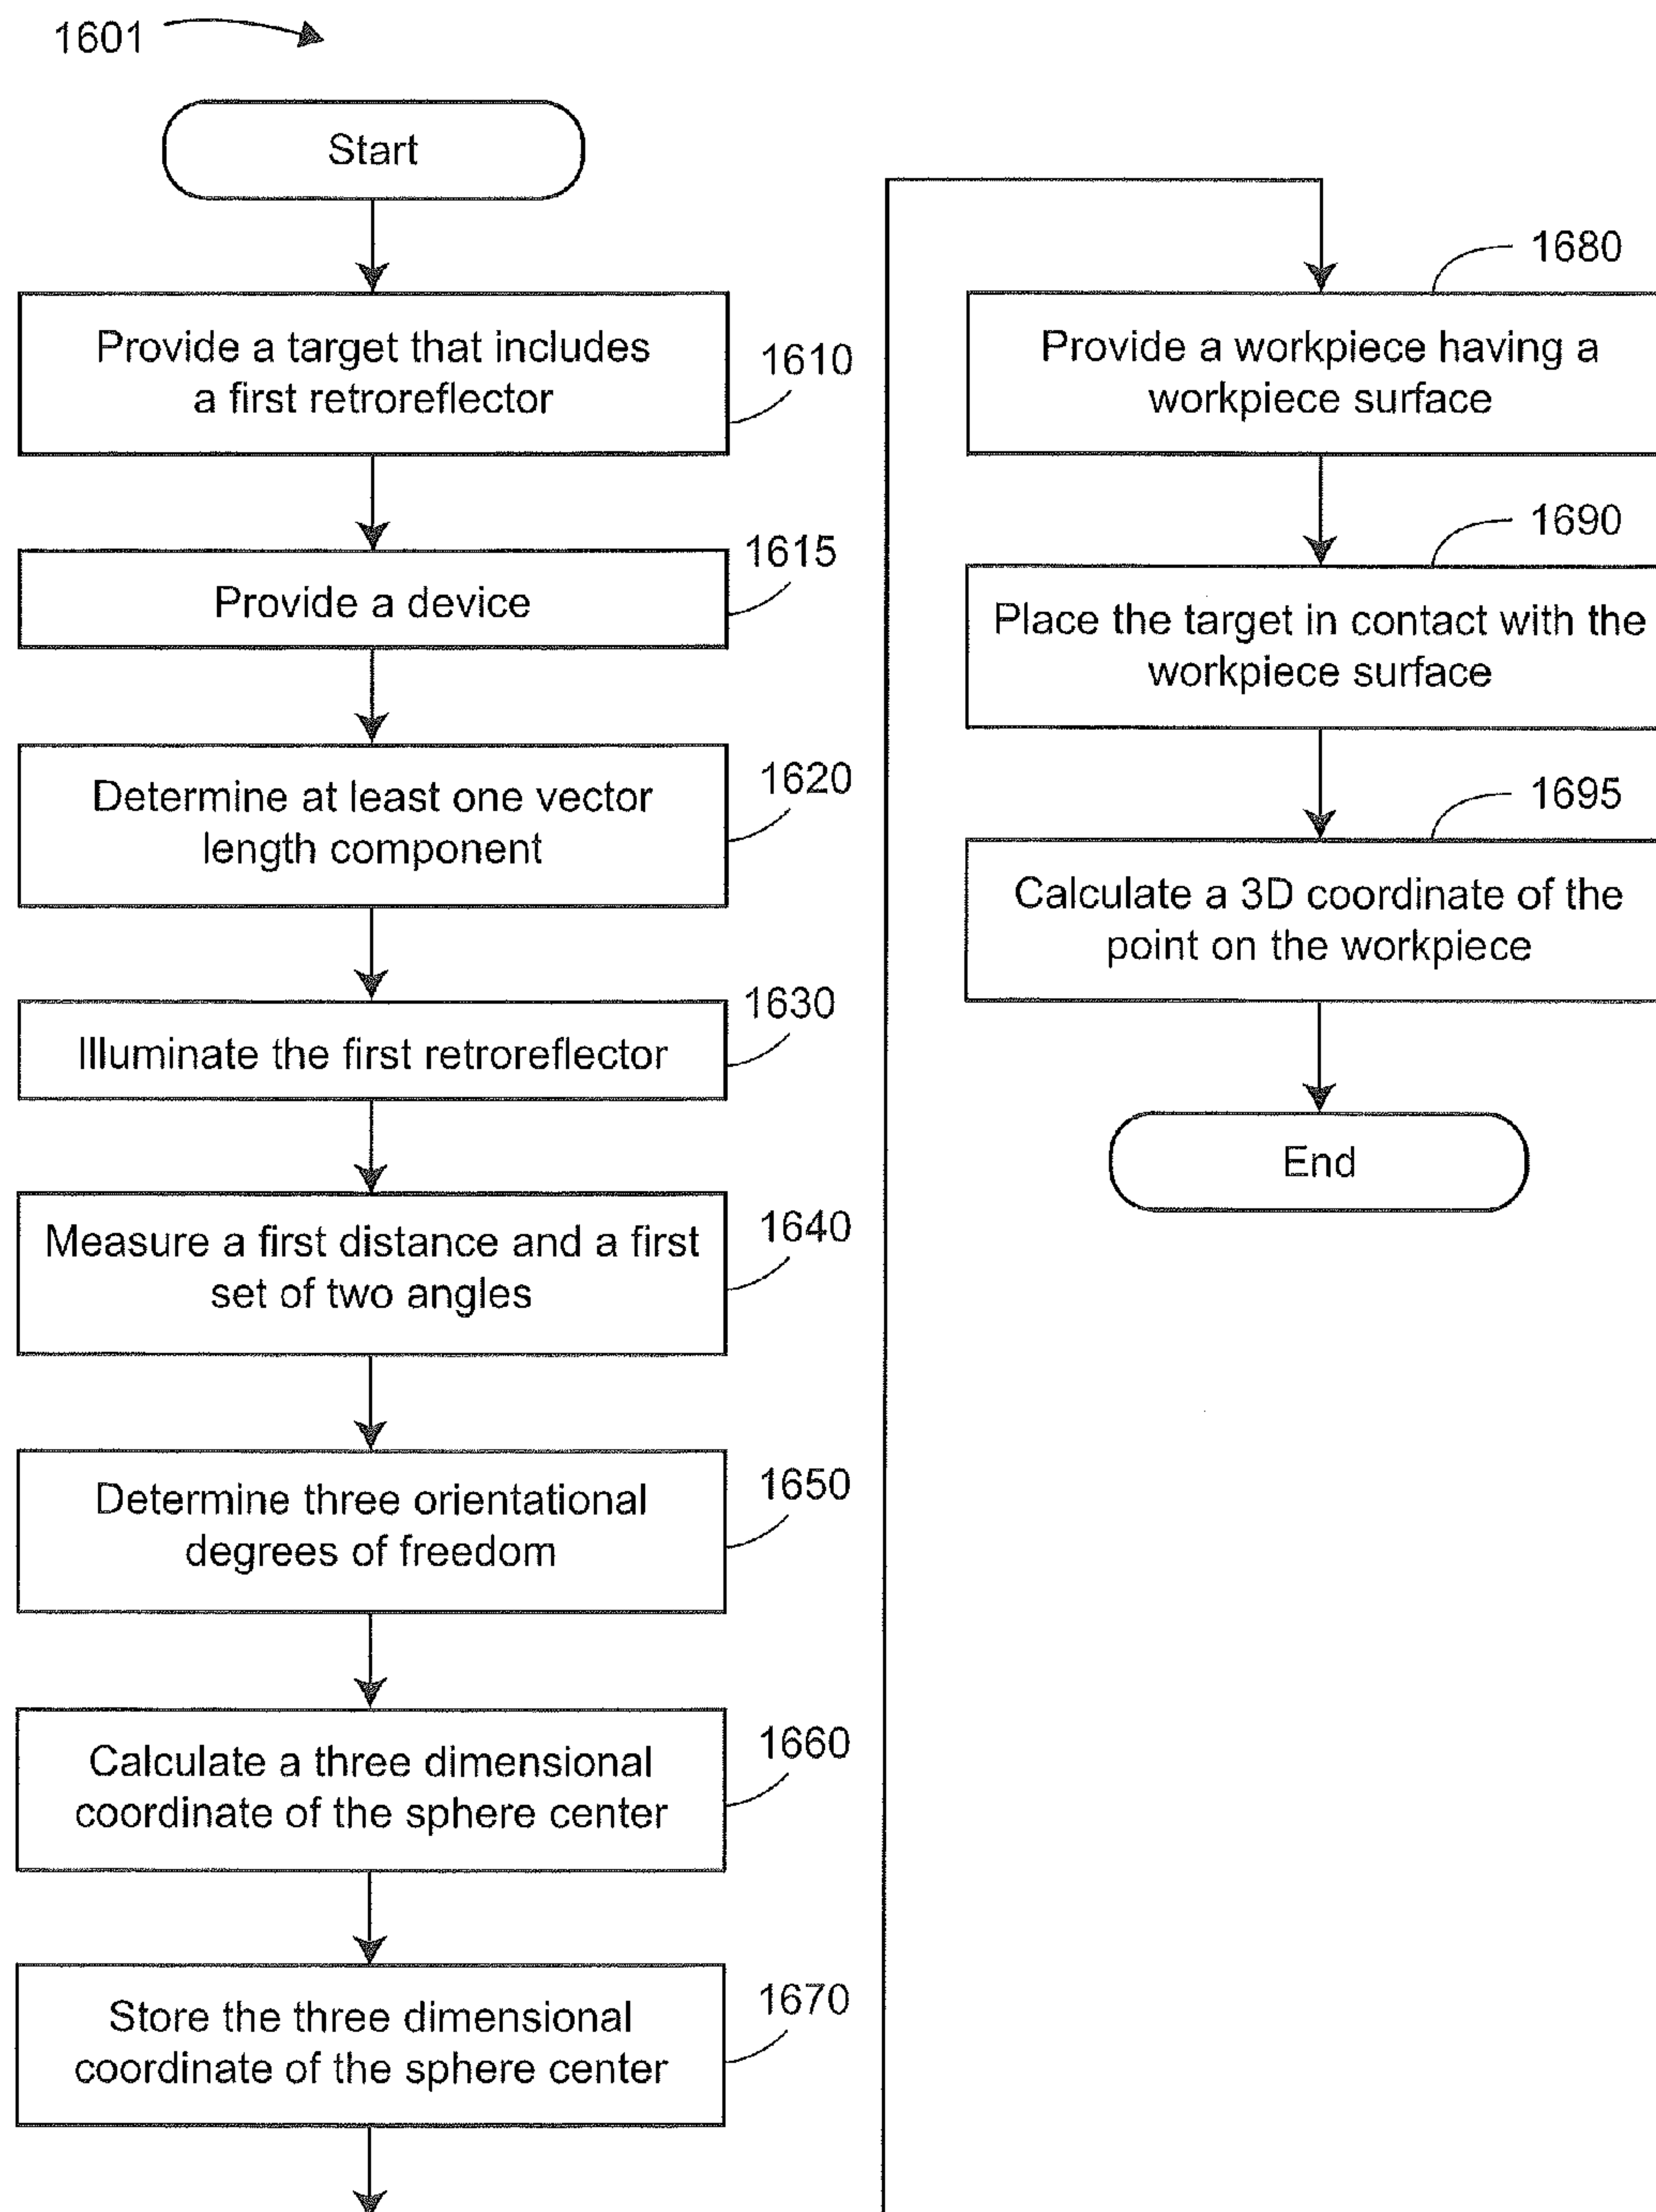 1601
Start
Provide a target that includes
a first retroreflector
1610
Provide a device
1615
Determine at least one vector
length component
1620
Illuminate the first retroreflector
1630
Measure a first distance and a first
set of two angles
1640
Determine three orientational
degrees of freedom
1650
Calculate a three dimensional
coordinate of the sphere center
1660
Store the three dimensional
coordinate of the sphere center
1670
1680
Provide a workpiece having a
workpiece surface
1690
Place the target in contact with the
workpiece surface
1695
Calculate a 3D coordinate of the
point on the workpiece
End